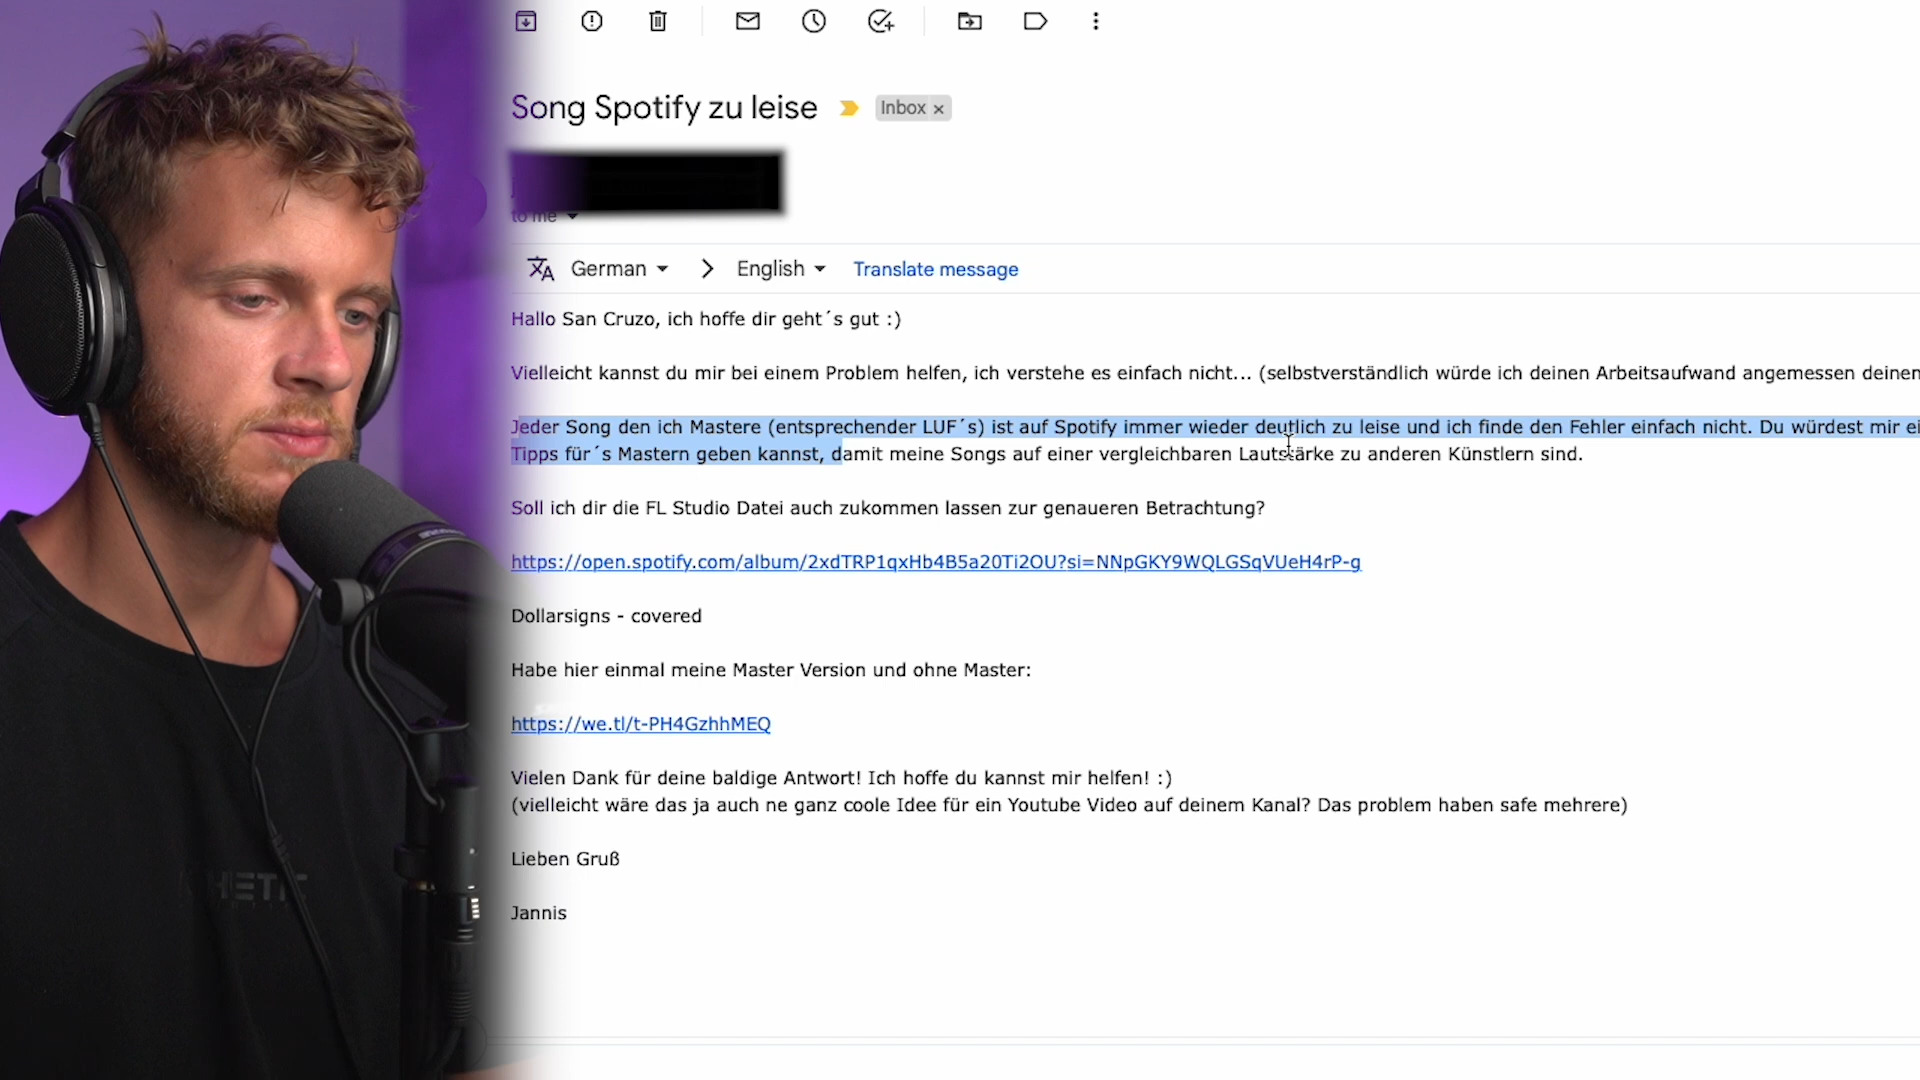 Song Spotify zu leise Inbox ×
to me
German English Translate message
Hallo San Cruzo, ich hoffe dir geht´s gut :)
Vielleicht kannst du mir bei einem Problem helfen, ich verstehe es einfach nicht... (selbstverständlich würde ich deinen Arbeitsaufwand angemessen deinen
Jeder Song den ich Mastere (entsprechender LUF´s) ist auf Spotify immer wieder deutlich zu leise und ich finde den Fehler einfach nicht. Du würdest mir ei
Tipps für´s Mastern geben kannst, damit meine Songs auf einer vergleichbaren Lautstärke zu anderen Künstlern sind.
Soll ich dir die FL Studio Datei auch zukommen lassen zur genaueren Betrachtung?
https://open.spotify.com/album/2xdTRP1qxHb4B5a20Ti2OU?si=NNpGKY9WQLGSqVUeH4rP-g
Dollarsigns - covered
Habe hier einmal meine Master Version und ohne Master:
https://we.tl/t-PH4GzhhMEQ
Vielen Dank für deine baldige Antwort! Ich hoffe du kannst mir helfen! :)
(vielleicht wäre das ja auch ne ganz coole Idee für ein Youtube Video auf deinem Kanal? Das problem haben safe mehrere)
Lieben Gruß
Jannis